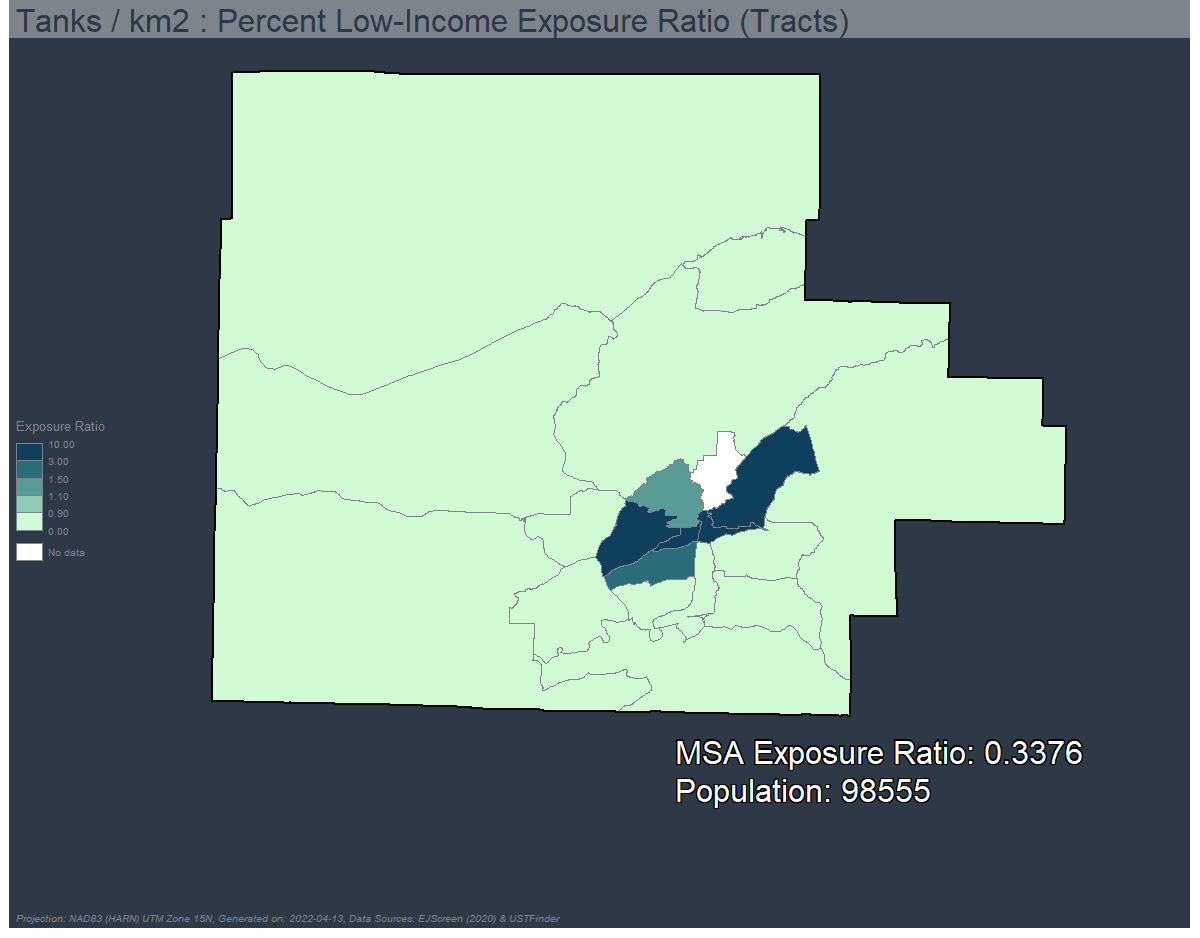 Tanks / km2 : Percent Low-Income Exposure Ratio (Tracts)
Exposure Ratio
10.00
3.00
1.50
1.10
0.90
0.00
No data
MSA Exposure Ratio: 0.3376
Population: 98555
Projection: NAD83 (HARN) UTM Zone 15N, Generated on: 2022-04-13, Data Sources: EJScreen (2020) & USTFinder